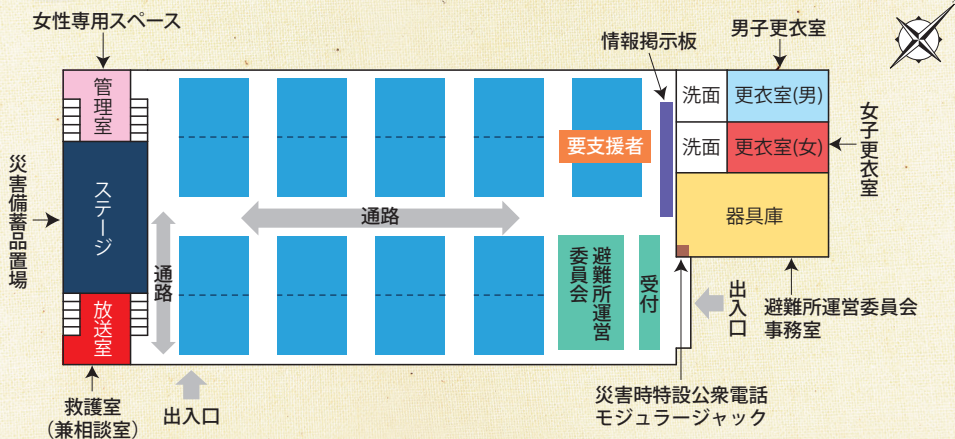 女性専用スペース
情報掲示板
男子更衣室
管理室
洗面
更衣室(男)
要支援者
洗面
更衣室(女)
女子更衣室
災害備蓄品置場
ステージ
通路
器具庫
通路
避難所運営
委員会
受付
出入口
避難所運営委員会
事務室
放送室
救護室
(兼相談室)
出入口
災害時特設公衆電話
モジュラージャック